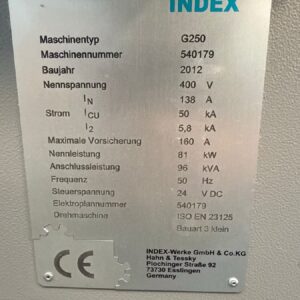 INDEX
Maschinentyp G250
Maschinennummer 540179
Baujahr 2012
Nennspannung 400 V
IN 138 A
Strom ICU 50 kA
I2 5,8 kA
Maximale Vorsicherung 160 A
Nennleistung 81 kW
Anschlussleistung 96 kVA
Frequenz 50 Hz
Steuerspannung 24 V DC
Elektroplannummer 540179
Drehmaschine ISO EN 23125
Bauart 3 klein
CE
INDEX-Werke GmbH & Co.KG
Hahn & Tessky
Plochinger Straße 92
73730 Esslingen
Germany